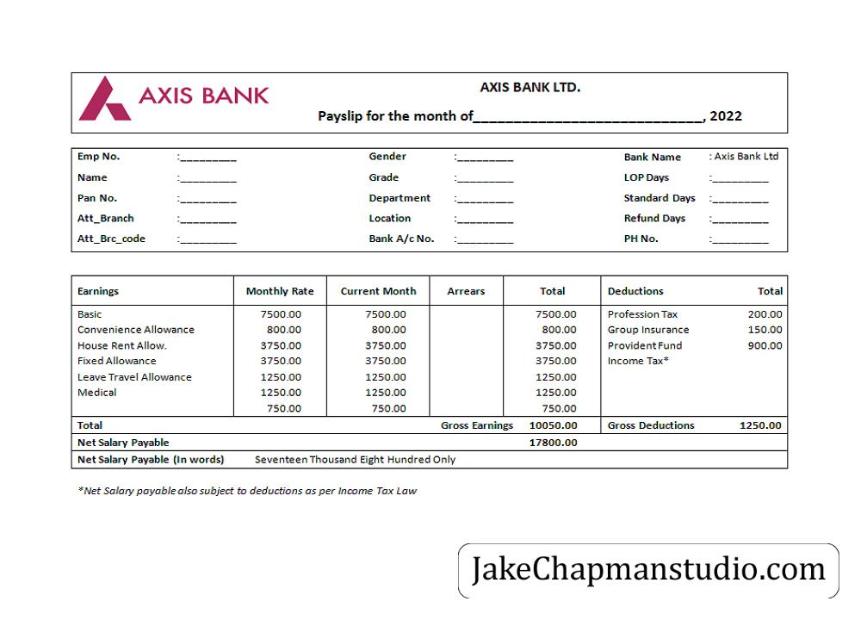 AXIS BANK
AXIS BANK LTD.
Payslip for the month of____________________________, 2022
Emp No. :_________ Gender :_________ Bank Name : Axis Bank Ltd
Name :_________ Grade :_________ LOP Days :_________
Pan No. :_________ Department :_________ Standard Days :_________
Att_Branch :_________ Location :_________ Refund Days :_________
Att_Brc_code :_________ Bank A/c No. :_________ PH No. :_________
Earnings Monthly Rate Current Month Arrears Total Deductions Total
Basic 7500.00 7500.00 7500.00 Profession Tax 200.00
Convenience Allowance 800.00 800.00 800.00 Group Insurance 150.00
House Rent Allow. 3750.00 3750.00 3750.00 Provident Fund 900.00
Fixed Allowance 3750.00 3750.00 3750.00 Income Tax*
Leave Travel Allowance 1250.00 1250.00 1250.00
Medical 1250.00 1250.00 1250.00
750.00 750.00 750.00
Total Gross Earnings 10050.00 Gross Deductions 1250.00
Net Salary Payable 17800.00
Net Salary Payable (In words) Seventeen Thousand Eight Hundred Only
*Net Salary payable also subject to deductions as per Income Tax Law
JakeChapmanstudio.com